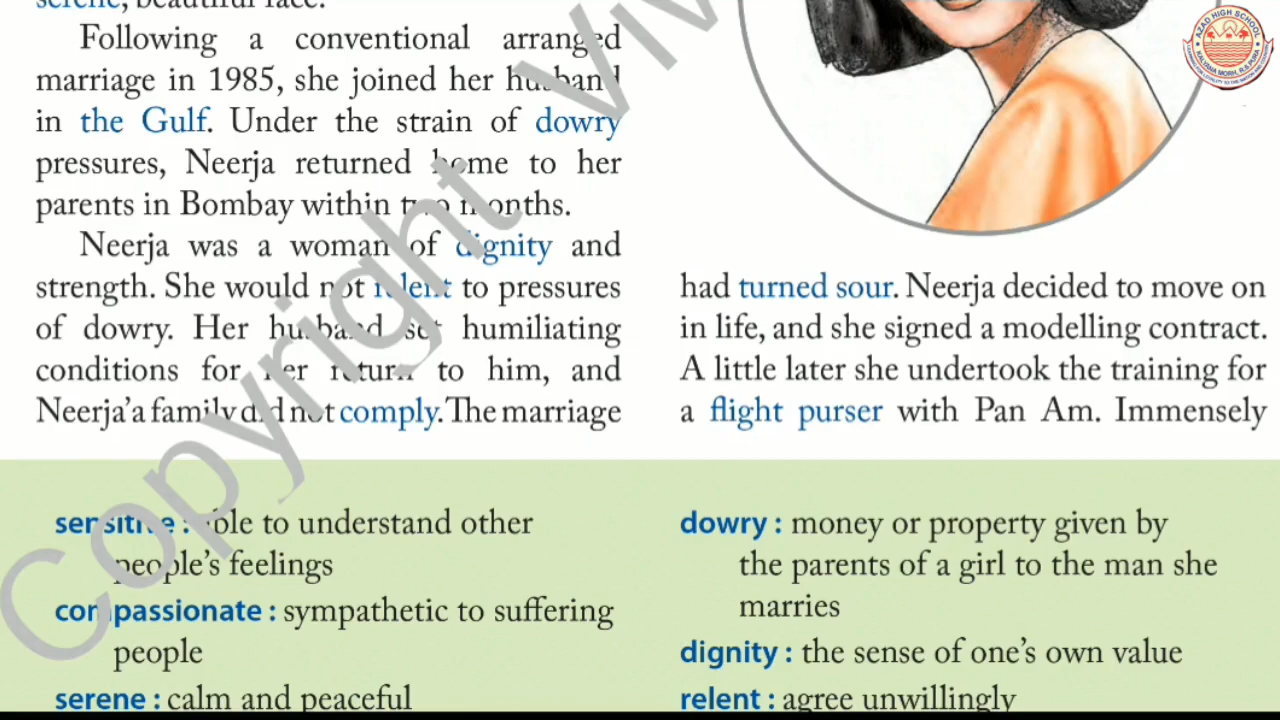 serene, beautiful face.
Following a conventional arranged
marriage in 1985, she joined her husband
in the Gulf. Under the strain of dowry
pressures, Neerja returned home to her
parents in Bombay within two months.
Neerja was a woman of dignity and
strength. She would not relent to pressures
of dowry. Her husband set humiliating
conditions for her return to him, and
Neerja'a family did not comply. The marriage
had turned sour. Neerja decided to move on
in life, and she signed a modelling contract.
A little later she undertook the training for
a flight purser with Pan Am. Immensely
sensitive : able to understand other
people's feelings
compassionate : sympathetic to suffering
people
serene : calm and peaceful
dowry : money or property given by
the parents of a girl to the man she
marries
dignity : the sense of one's own value
relent : agree unwillingly
Copyright Viv
AZAD HIGH SCHOOL